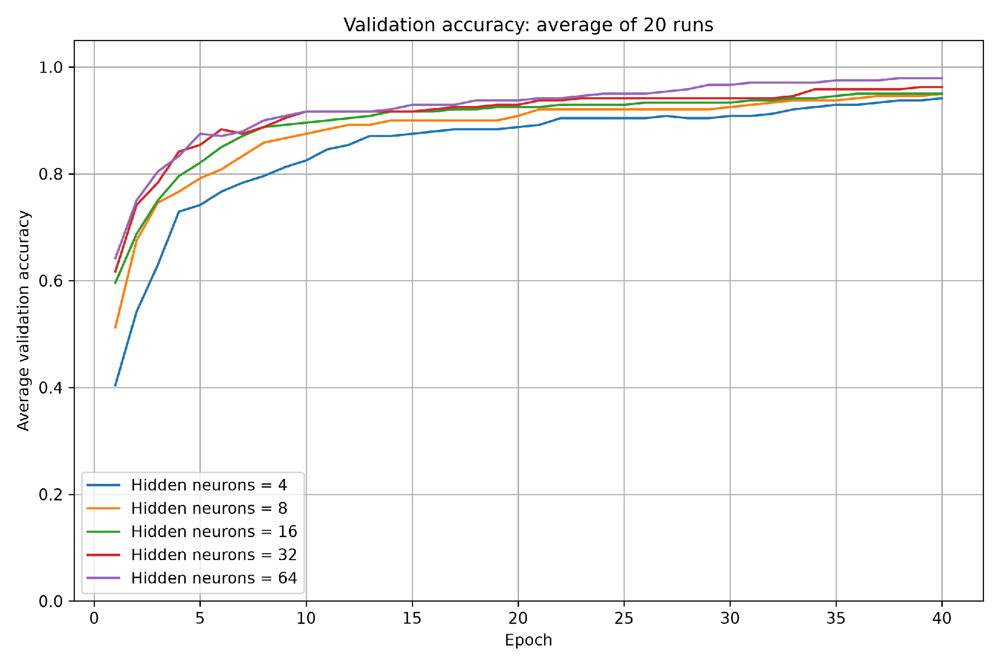 Validation accuracy: average of 20 runs
Average validation accuracy
1.0
0.8
0.6
0.4
0.2
0.0
Hidden neurons = 4
Hidden neurons = 8
Hidden neurons = 16
Hidden neurons = 32
Hidden neurons = 64
0 5 10 15 20 25 30 35 40
Epoch